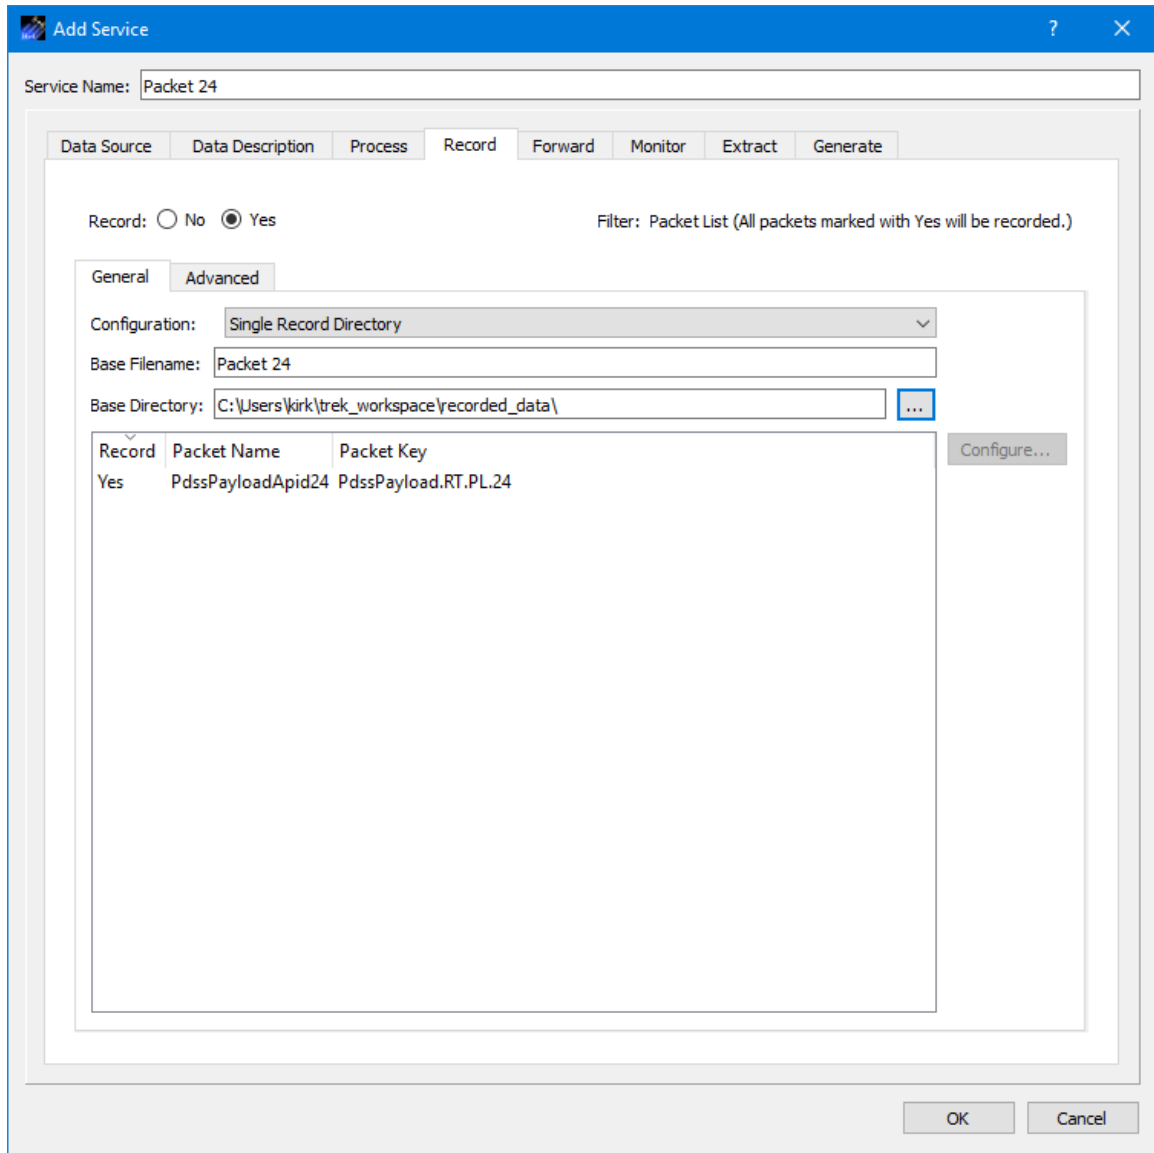 Add Service
?
Service Name: Packet 24
Data Source Data Description Process Record Forward Monitor Extract Generate
Record: No Yes Filter: Packet List (All packets marked with Yes will be recorded.)
General Advanced
Configuration: Single Record Directory
Base Filename: Packet 24
Base Directory: C:\Users\kirk\trek_workspace\recorded_data\ ...
Record Packet Name Packet Key Configure...
Yes PdssPayloadApid24 PdssPayload.RT.PL.24
OK Cancel